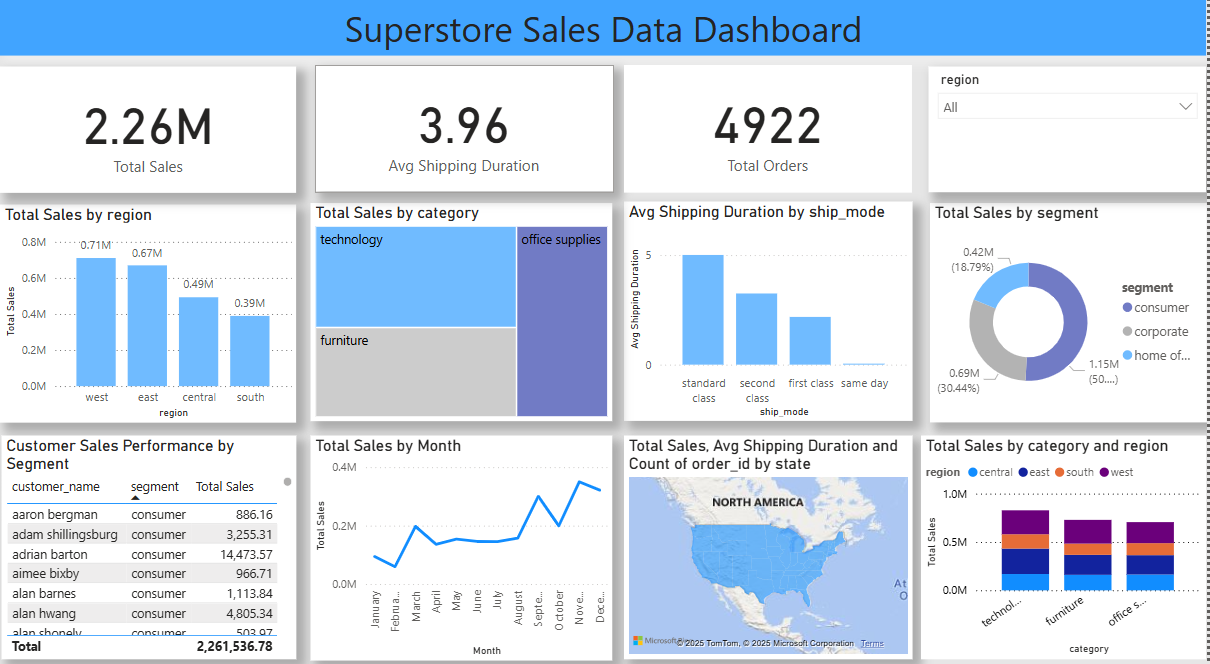 Superstore Sales Data Dashboard
2.26M
Total Sales
3.96
Avg Shipping Duration
4922
Total Orders
region
All
Total Sales by region
Total Sales
0.8M
0.6M
0.4M
0.2M
0.0M
0.71M
0.67M
0.49M
0.39M
west
east
central
south
region
Total Sales by category
technology
office supplies
furniture
Avg Shipping Duration by ship_mode
Avg Shipping Duration
5
0
standard
class
second
class
first class
same day
ship_mode
Total Sales by segment
0.42M
(18.79%)
0.69M
(30.44%)
1.15M
(50....)
segment
consumer
corporate
home of...
Customer Sales Performance by
Segment
customer_name segment Total Sales
aaron bergman consumer 886.16
adam shillingsburg consumer 3,255.31
adrian barton consumer 14,473.57
aimee bixby consumer 966.71
alan barnes consumer 1,113.84
alan hwang consumer 4,805.34
alan shonely consumer 503.97
Total 2,261,536.78
Total Sales by Month
Total Sales
0.4M
0.2M
0.0M
January
Februa...
March
April
May
June
July
August
Septe...
October
Nove...
Dece...
Month
Total Sales, Avg Shipping Duration and
Count of order_id by state
NORTH AMERICA
At
O
© 2025 TomTom, © 2025 Microsoft Corporation Terms
Total Sales by category and region
region central east south west
Total Sales
1.0M
0.5M
0.0M
technol...
furniture
office s...
category